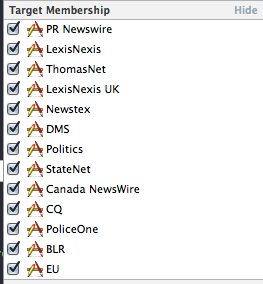 Target Membership Hide
PR Newswire
LexisNexis
ThomasNet
LexisNexis UK
Newstex
DMS
Politics
StateNet
Canada NewsWire
CQ
PoliceOne
BLR
EU